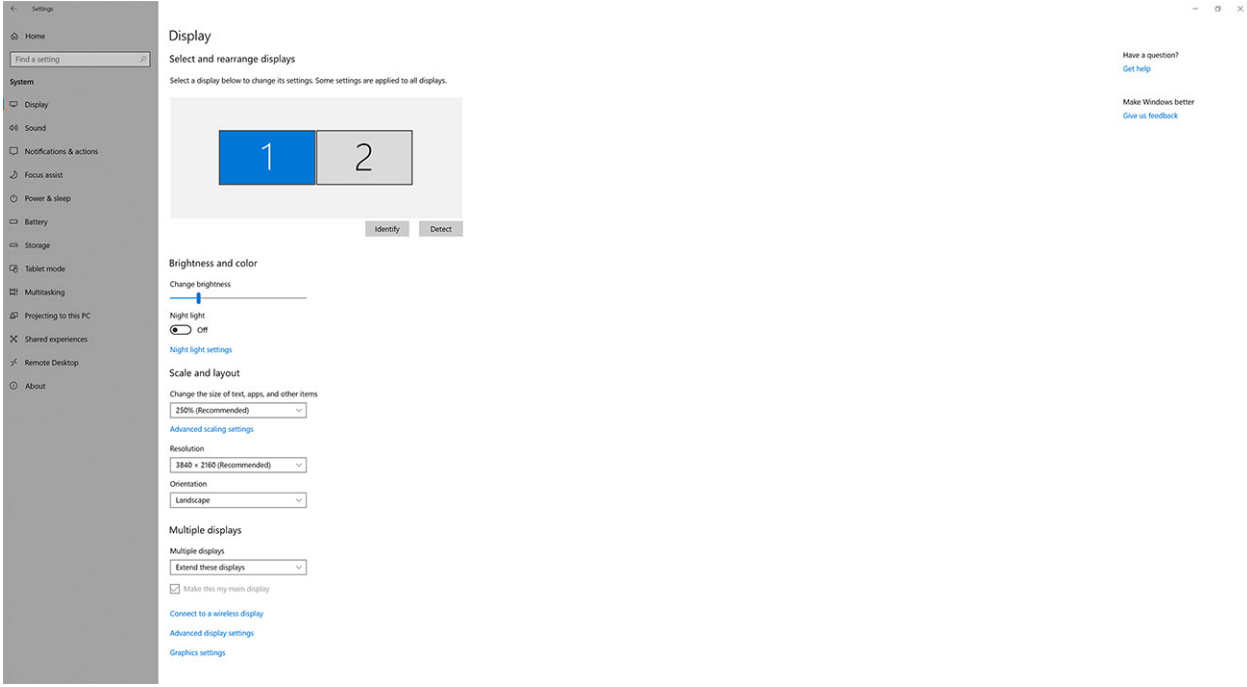 Settings
Home
Find a setting
System
Display
Sound
Notifications & actions
Focus assist
Power & sleep
Battery
Storage
Tablet mode
Multitasking
Projecting to this PC
Shared experiences
Remote Desktop
About
Display
Select and rearrange displays
Select a display below to change its settings. Some settings are applied to all displays.
1 2
Identify Detect
Brightness and color
Change brightness
Night light
Off
Night light settings
Scale and layout
Change the size of text, apps, and other items
250% (Recommended)
Advanced scaling settings
Resolution
3840 × 2160 (Recommended)
Orientation
Landscape
Multiple displays
Multiple displays
Extend these displays
Make this my main display
Connect to a wireless display
Advanced display settings
Graphics settings
Have a question?
Get help
Make Windows better
Give us feedback